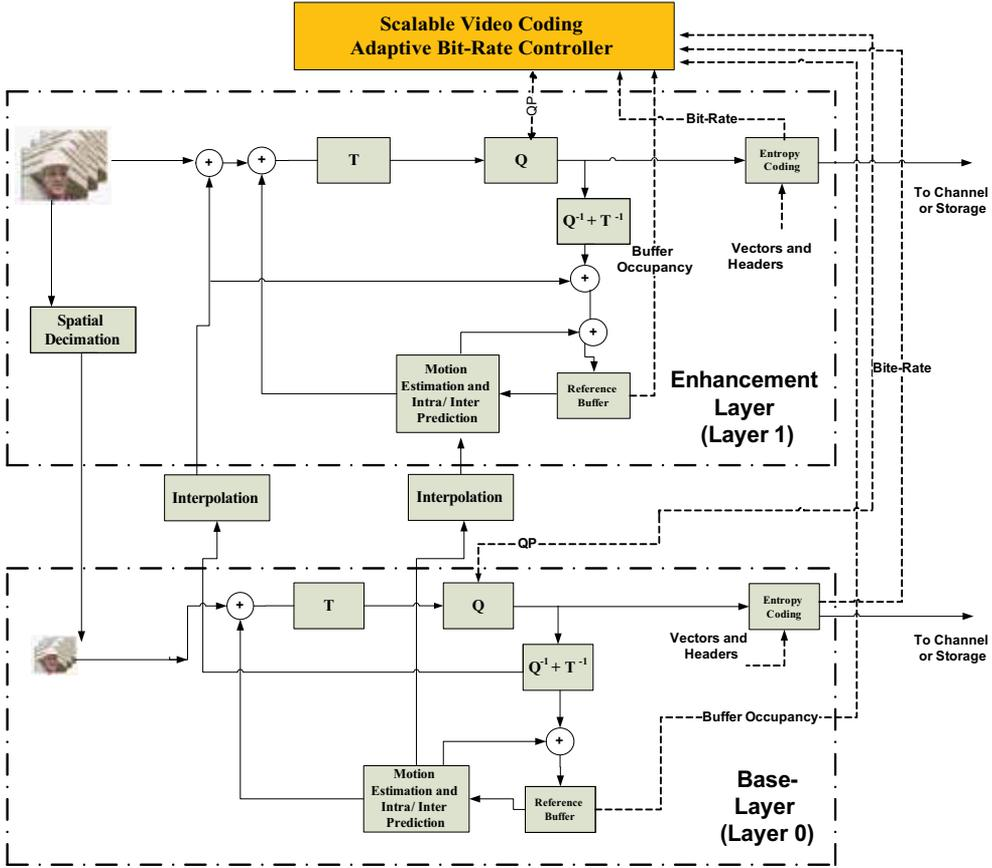 Scalable Video Coding
Adaptive Bit-Rate Controller
QP
Bit-Rate
+
+
T
Q
Entropy
Coding
To Channel
or Storage
Q-1 + T -1
Vectors and
Headers
Buffer
Occupancy
+
Spatial
Decimation
+
Motion
Estimation and
Intra/ Inter
Prediction
Reference
Buffer
Bite-Rate
Enhancement
Layer
(Layer 1)
Interpolation
Interpolation
QP
+
T
Q
Entropy
Coding
To Channel
or Storage
Vectors and
Headers
Q-1 + T -1
Buffer Occupancy
+
Motion
Estimation and
Intra/ Inter
Prediction
Reference
Buffer
Base-
Layer
(Layer 0)